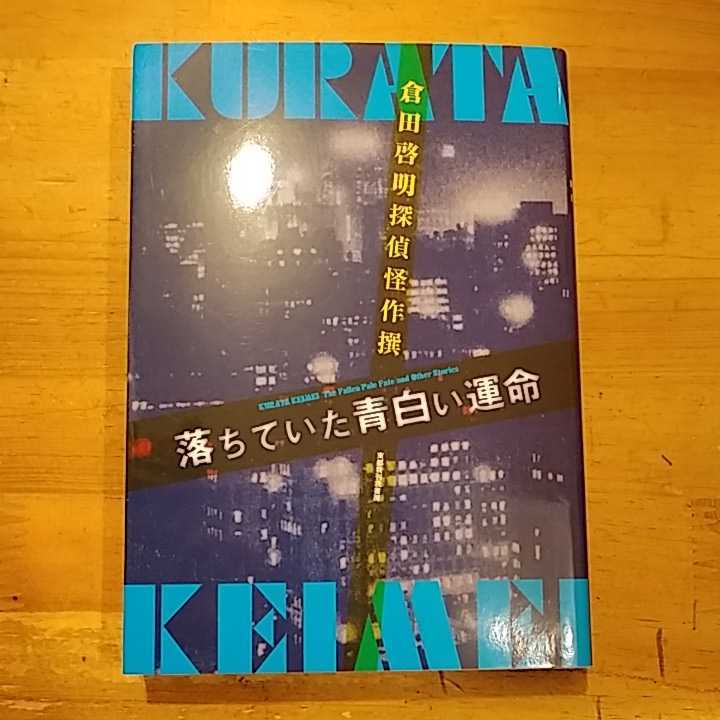 KURATA
倉田啓明探偵怪作撰
KURATA KEIMEI The Fallen Pale Fate and Other Stories
落ちていた青白い運命
KEIMEI